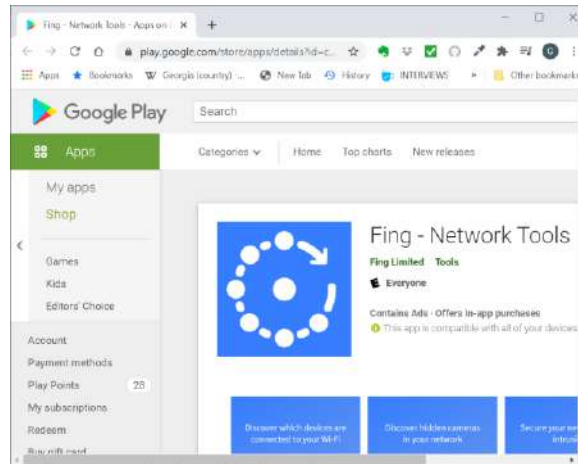 Fing - Network Tools - Apps on
play.google.com/store/apps/details?id=c...
Apps Bookmarks Georgia (country) - ... New Tab History INTERVIEWS » Other bookmarks
Google Play
Search
Apps
Categories Home Top charts New releases
My apps
Shop
Games
Kids
Editors' Choice
Account
Payment methods
Play Points 28
My subscriptions
Redeem
Buy gift card
Fing - Network Tools
Fing Limited Tools
Everyone
Contains Ads · Offers in-app purchases
This app is compatible with all of your devices
Discover which devices are
connected to your Wi-Fi
Discover hidden cameras
in your network
Secure your